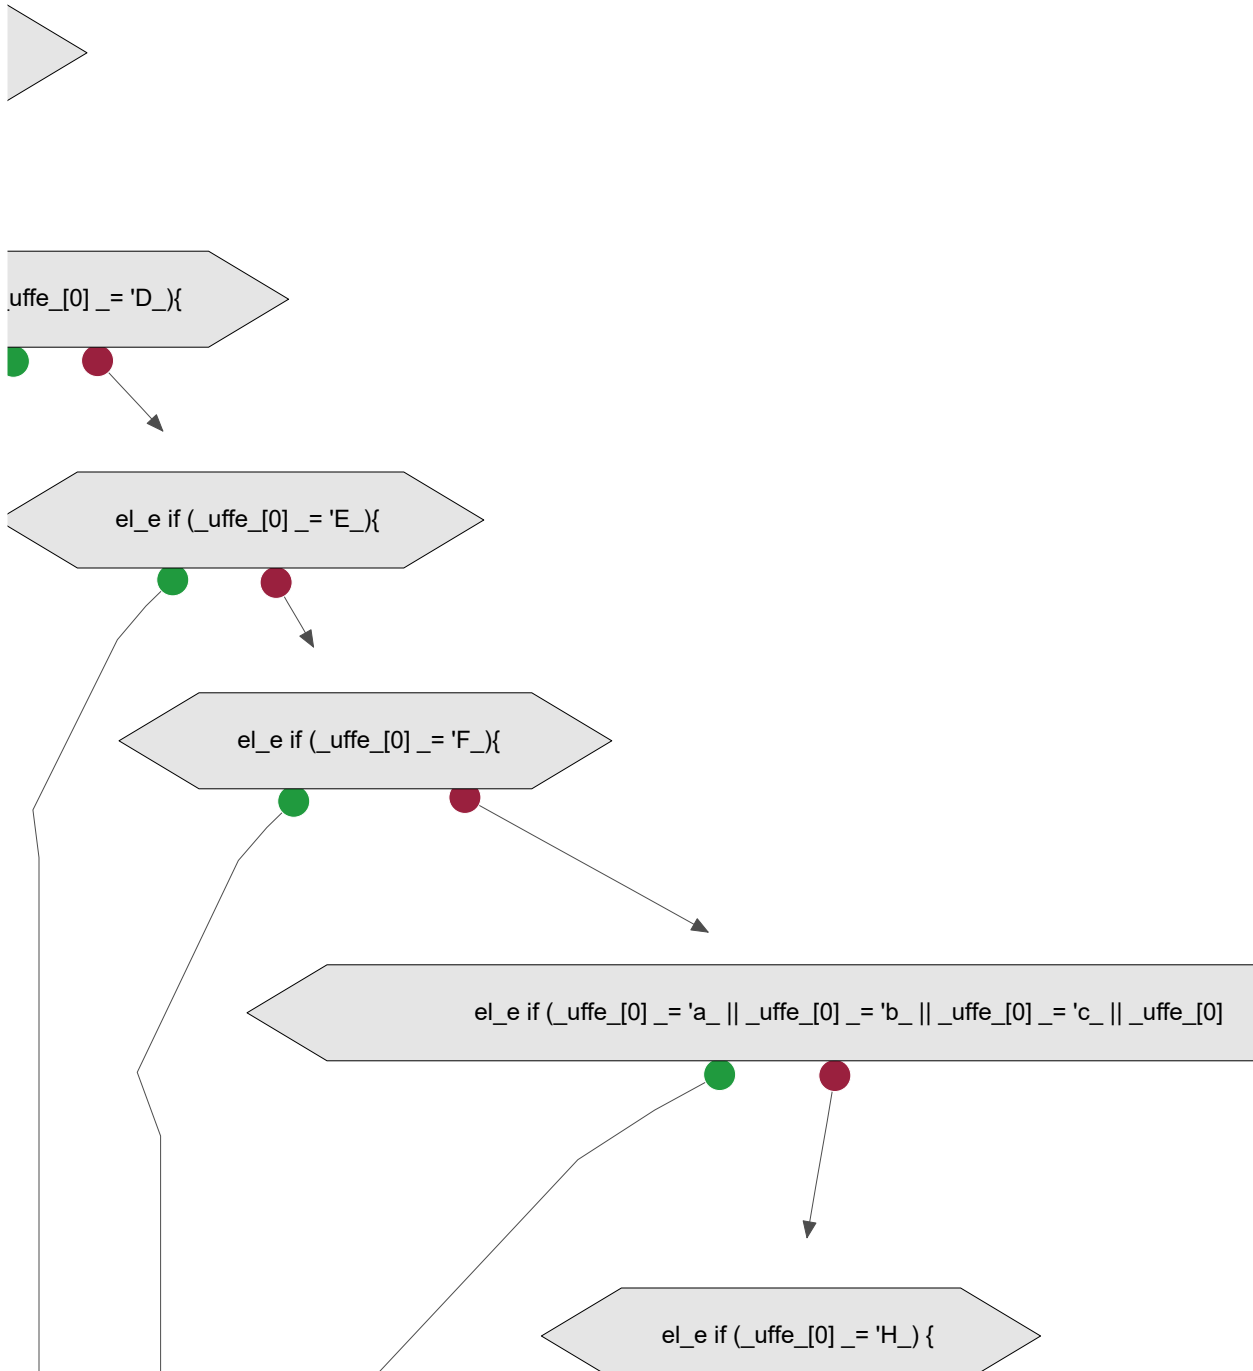 _uffe_[0] _= 'D_){
el_e if (_uffe_[0] _= 'E_){
el_e if (_uffe_[0] _= 'F_){
el_e if (_uffe_[0] _= 'a_ || _uffe_[0] _= 'b_ || _uffe_[0] _= 'c_ || _uffe_[0]
el_e if (_uffe_[0] _= 'H_) {